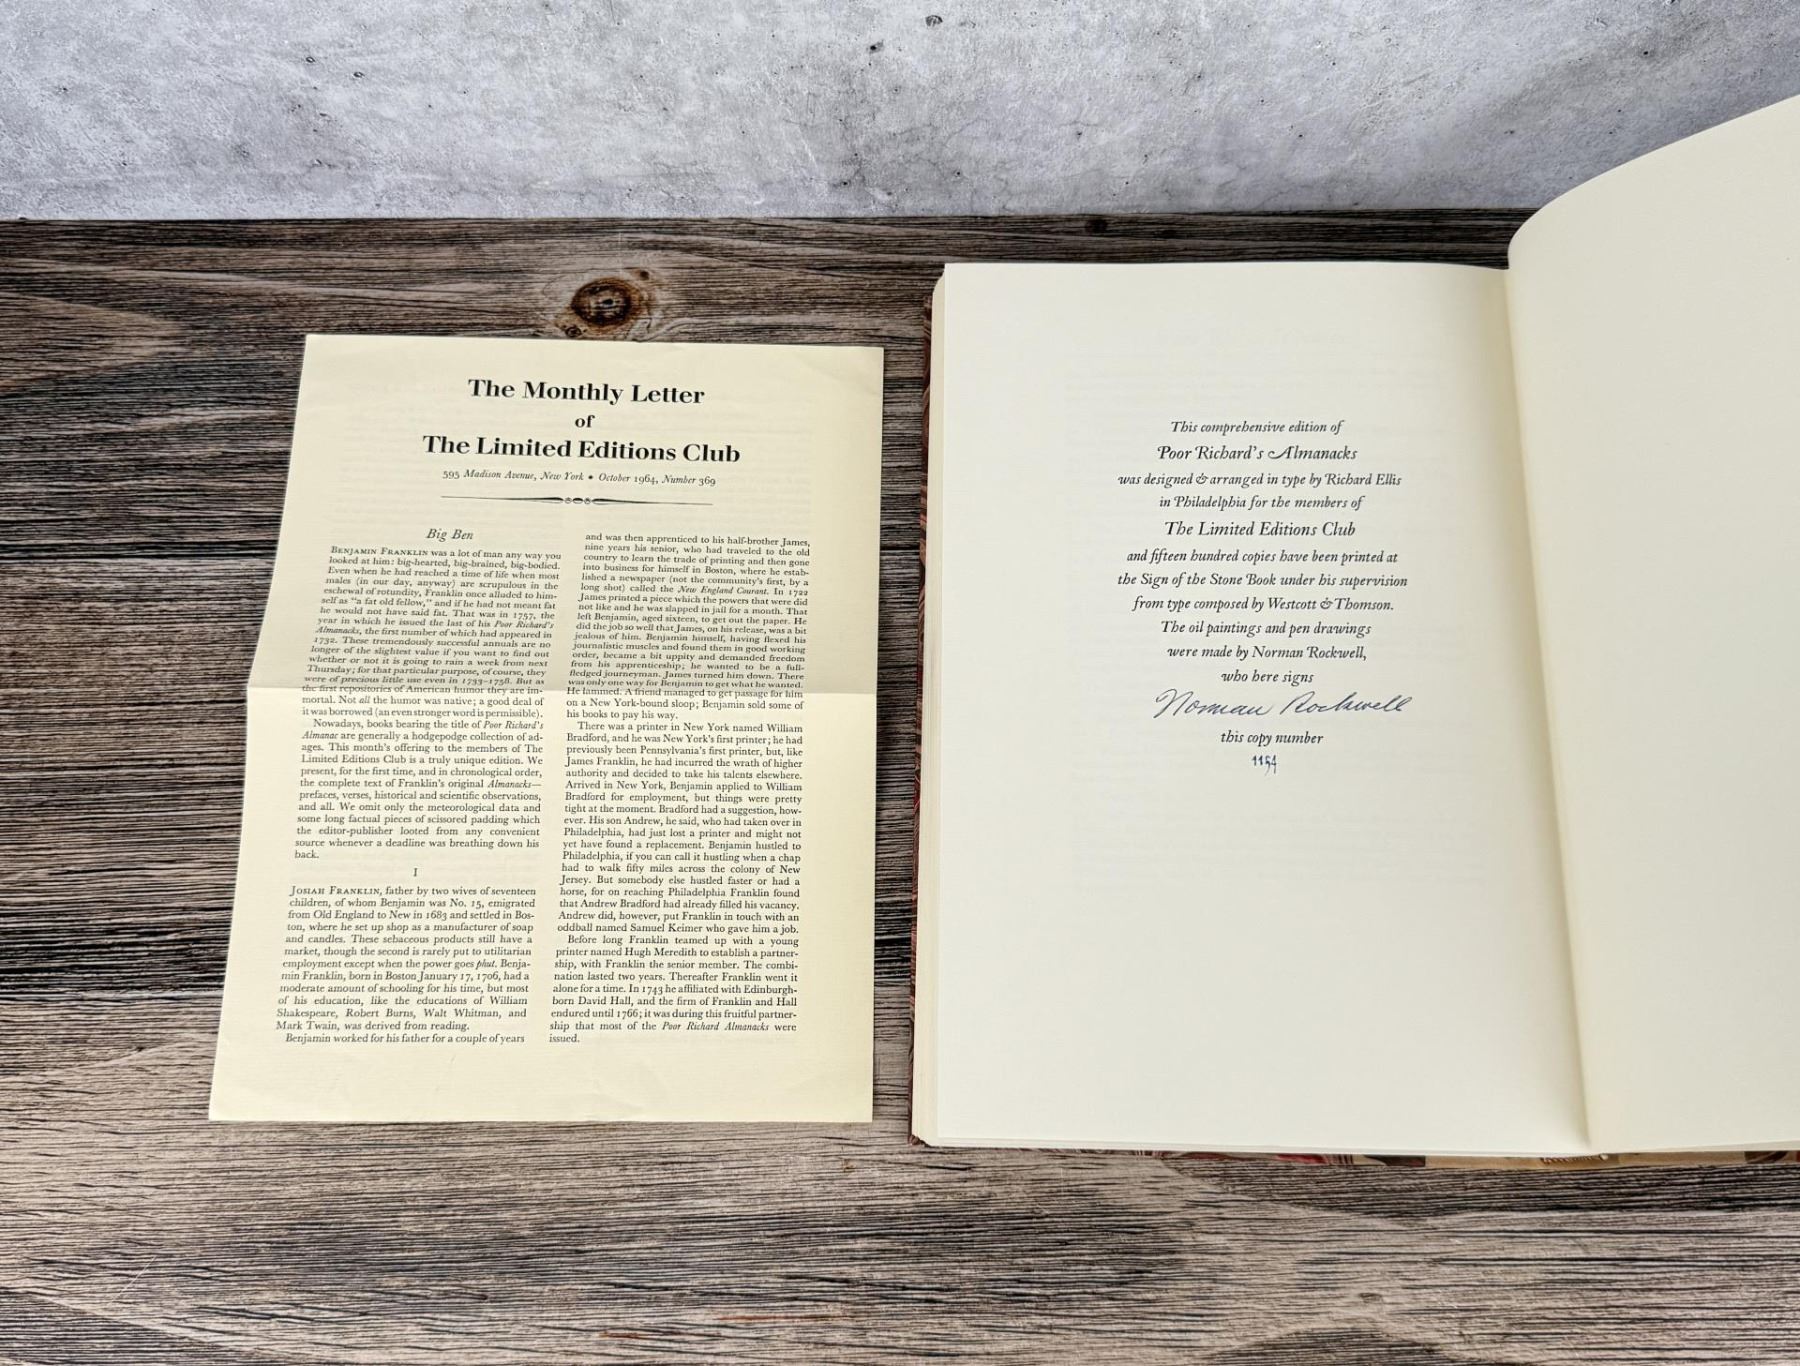 The Monthly Letter
of
The Limited Editions Club
595 Madison Avenue, New York • October 1964, Number 369
Big Ben
BENJAMIN FRANKLIN was a lot of man any way you
looked at him: big-hearted, big-brained, big-bodied.
Even when he had reached a time of life when most
males (in our day, anyway) are scrupulous in the
eschewal of rotundity, Franklin once alluded to him-
self as "a fat old fellow," and if he had not meant fat
he would not have said fat. That was in 1757, the
year in which he issued the last of his Poor Richard's
Almanacks, the first number of which had appeared in
1732. These tremendously successful annuals are no
longer of the slightest value if you want to find out
whether or not it is going to rain a week from next
Thursday; for that particular purpose, of course, they
were of precious little use even in 1733-1758. But as
the first repositories of American humor they are im-
mortal. Not all the humor was native; a good deal of
it was borrowed (an even stronger word is permissible).
Nowadays, books bearing the title of Poor Richard's
Almanac are generally a hodgepodge collection of ad-
ages. This month's offering to the members of The
Limited Editions Club is a truly unique edition. We
present, for the first time, and in chronological order,
the complete text of Franklin's original Almanacks—
prefaces, verses, historical and scientific observations,
and all. We omit only the meteorological data and
some long factual pieces of scissored padding which
the editor-publisher looted from any convenient
source whenever a deadline was breathing down his
back.
I
JOSIAH FRANKLIN, father by two wives of seventeen
children, of whom Benjamin was No. 15, emigrated
from Old England to New in 1683 and settled in Bos-
ton, where he set up shop as a manufacturer of soap
and candles. These sebaceous products still have a
market, though the second is rarely put to utilitarian
employment except when the power goes phut. Benja-
min Franklin, born in Boston January 17, 1706, had a
moderate amount of schooling for his time, but most
of his education, like the educations of William
Shakespeare, Robert Burns, Walt Whitman, and
Mark Twain, was derived from reading.
Benjamin worked for his father for a couple of years
and was then apprenticed to his half-brother James,
nine years his senior, who had traveled to the old
country to learn the trade of printing and then gone
into business for himself in Boston, where he estab-
lished a newspaper (not the community's first, by a
long shot) called the New England Courant. In 1722
James printed a piece which the powers that were did
not like and he was slapped in jail for a month. That
left Benjamin, aged sixteen, to get out the paper. He
did the job so well that James, on his release, was a bit
jealous of him. Benjamin himself, having flexed his
journalistic muscles and found them in good working
order, became a bit uppity and demanded freedom
from his apprenticeship; he wanted to be a full-
fledged journeyman. James turned him down. There
was only one way for Benjamin to get what he wanted.
He lammed. A friend managed to get passage for him
on a New York-bound sloop; Benjamin sold some of
his books to pay his way.
There was a printer in New York named William
Bradford, and he was New York's first printer; he had
previously been Pennsylvania's first printer, but, like
James Franklin, he had incurred the wrath of higher
authority and decided to take his talents elsewhere.
Arrived in New York, Benjamin applied to William
Bradford for employment, but things were pretty
tight at the moment. Bradford had a suggestion, how-
ever. His son Andrew, he said, who had taken over in
Philadelphia, had just lost a printer and might not
yet have found a replacement. Benjamin hustled to
Philadelphia, if you can call it hustling when a chap
had to walk fifty miles across the colony of New
Jersey. But somebody else hustled faster or had a
horse, for on reaching Philadelphia Franklin found
that Andrew Bradford had already filled his vacancy.
Andrew did, however, put Franklin in touch with an
oddball named Samuel Keimer who gave him a job.
Before long Franklin teamed up with a young
printer named Hugh Meredith to establish a partner-
ship, with Franklin the senior member. The combi-
nation lasted two years. Thereafter Franklin went it
alone for a time. In 1743 he affiliated with Edinburgh-
born David Hall, and the firm of Franklin and Hall
endured until 1766; it was during this fruitful partner-
ship that most of the Poor Richard Almanacks were
issued.
This comprehensive edition of
Poor Richard's Almanacks
was designed & arranged in type by Richard Ellis
in Philadelphia for the members of
The Limited Editions Club
and fifteen hundred copies have been printed at
the Sign of the Stone Book under his supervision
from type composed by Westcott & Thomson.
The oil paintings and pen drawings
were made by Norman Rockwell,
who here signs
Norman Rockwell
this copy number
1154